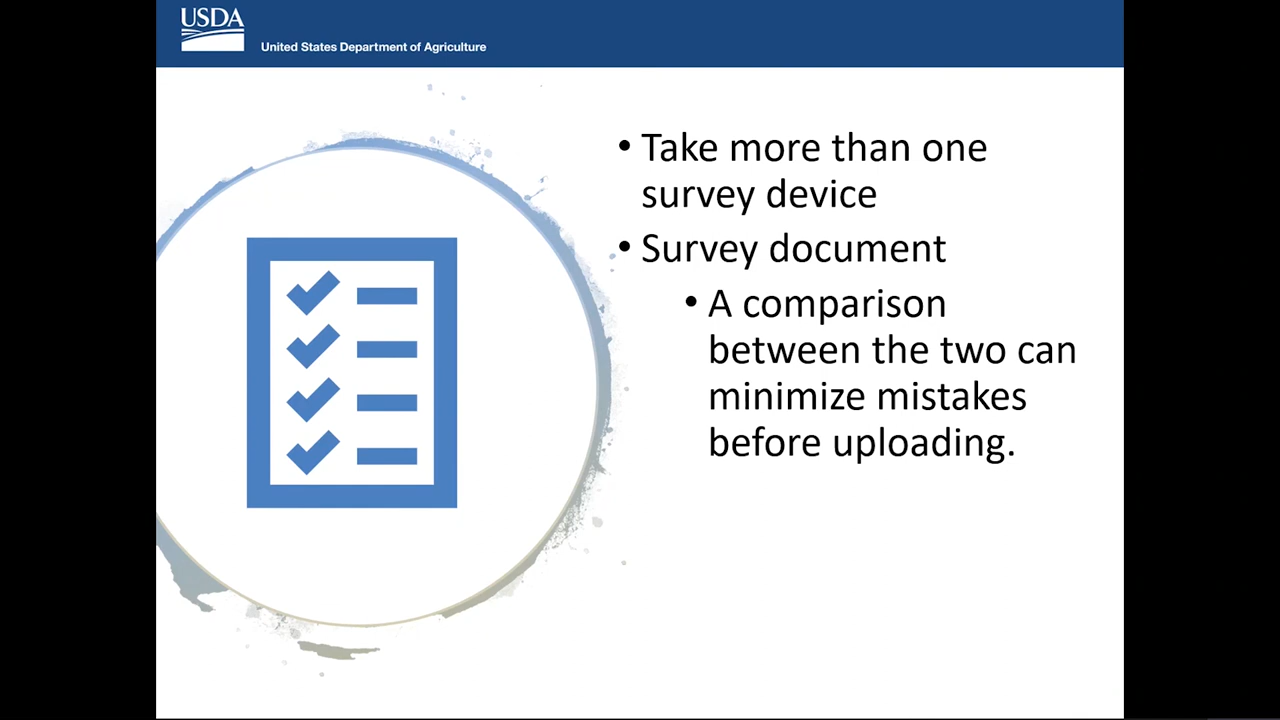 USDA
United States Department of Agriculture
• Take more than one
survey device
• Survey document
• A comparison
between the two can
minimize mistakes
before uploading.